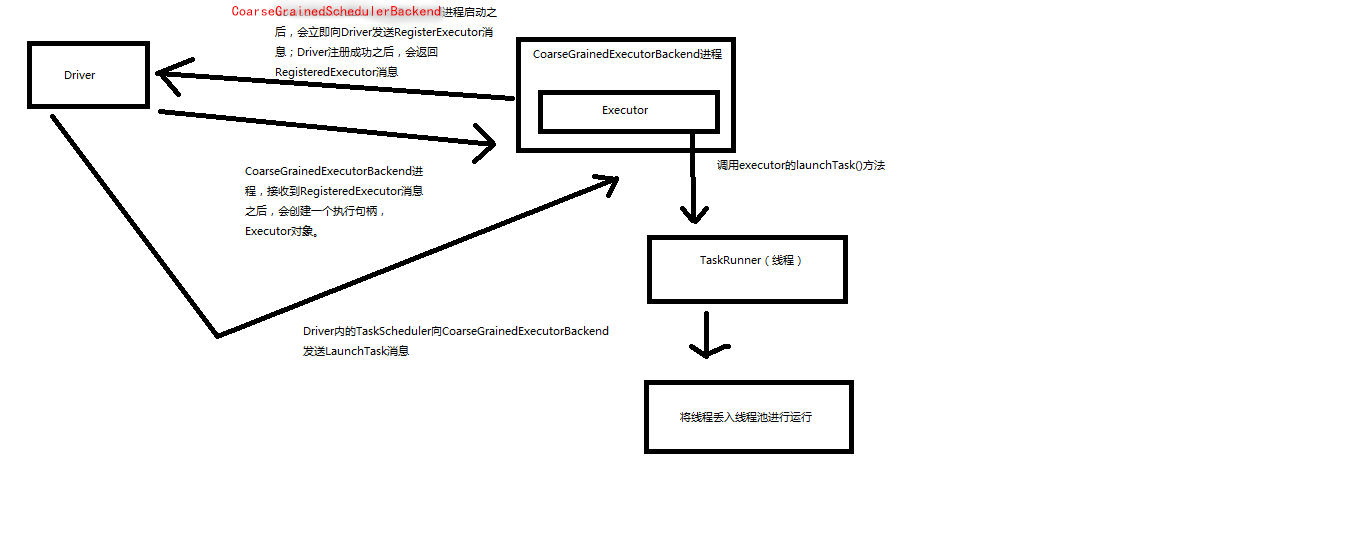 CoarseGrainedSchedulerBackend进程启动之
后，会立即向Driver发送RegisterExecutor消
息；Driver注册成功之后，会返回
RegisteredExecutor消息
Driver
CoarseGrainedExecutorBackend进程
Executor
调用executor的launchTask()方法
CoarseGrainedExecutorBackend进
程，接收到RegisteredExecutor消息
之后，会创建一个执行句柄，
Executor对象。
TaskRunner（线程）
Driver内的TaskScheduler向CoarseGrainedExecutorBackend
发送LaunchTask消息
将线程丢入线程池进行运行